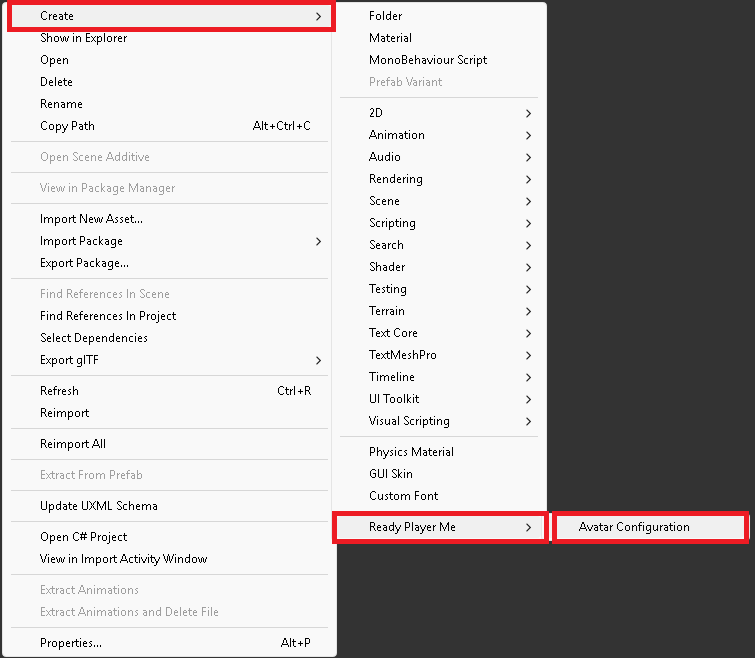 Create
Show in Explorer
Open
Delete
Rename
Copy Path Alt+Ctrl+C
Open Scene Additive
View in Package Manager
Import New Asset...
Import Package
Export Package...
Find References In Scene
Find References In Project
Select Dependencies
Export glTF
Refresh Ctrl+R
Reimport
Reimport All
Extract From Prefab
Update UXML Schema
Open C# Project
View in Import Activity Window
Extract Animations
Extract Animations and Delete File
Properties... Alt+P
Folder
Material
MonoBehaviour Script
Prefab Variant
2D
Animation
Audio
Rendering
Scene
Scripting
Search
Shader
Testing
Terrain
Text Core
TextMeshPro
Timeline
UI Toolkit
Visual Scripting
Physics Material
GUI Skin
Custom Font
Ready Player Me
Avatar Configuration